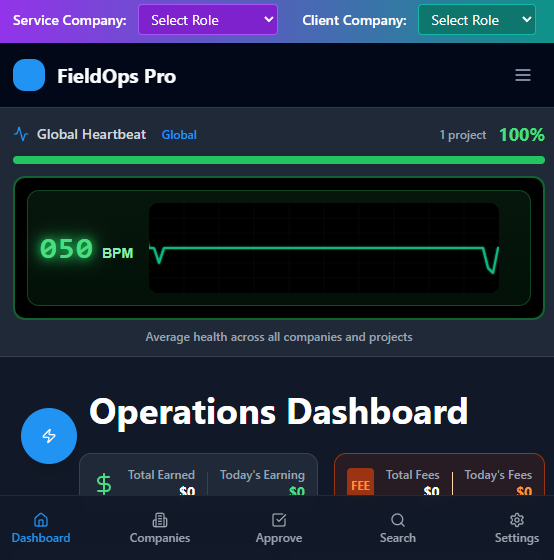 Service Company: Select Role Client Company: Select Role
FieldOps Pro
Global Heartbeat Global 1 project 100%
050 BPM
Average health across all companies and projects
Operations Dashboard
Total Earned Today's Earning FEE Total Fees Today's Fees
$0 $0 $0 $0
Dashboard Companies Approve Search Settings